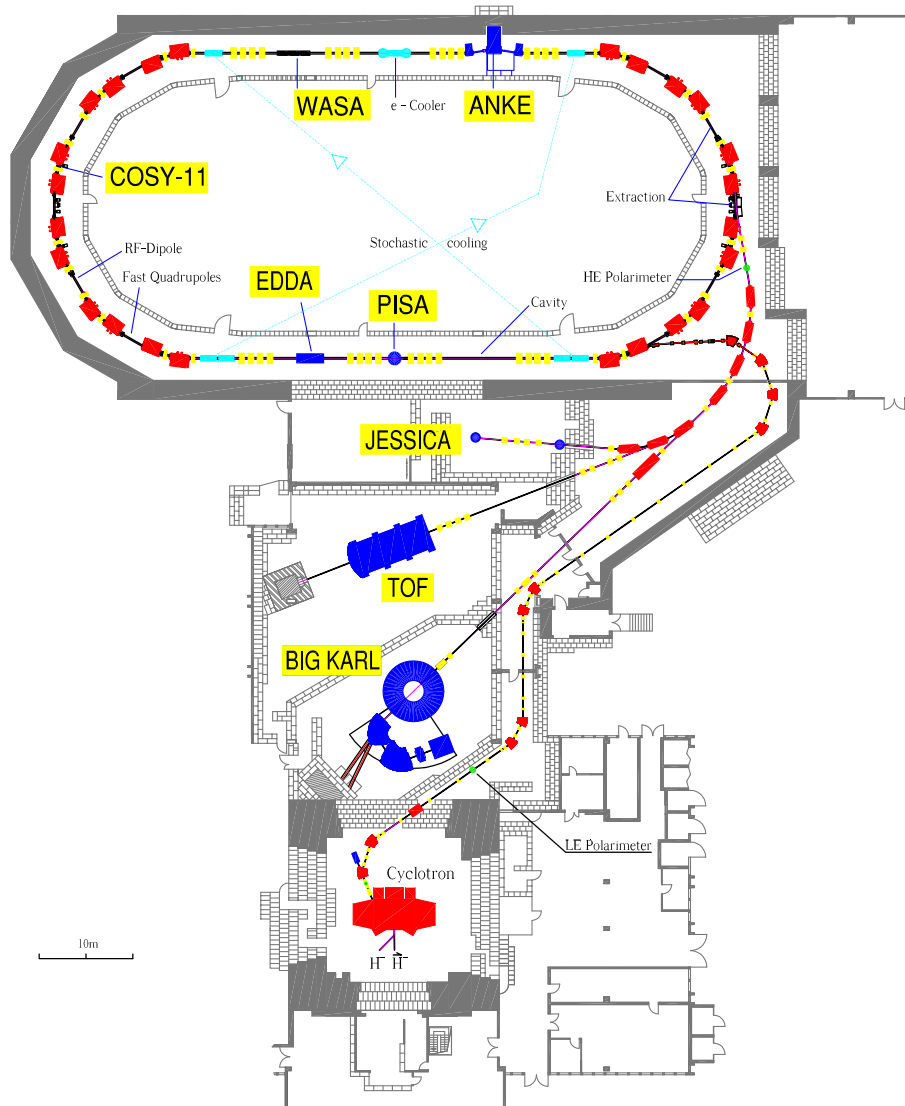 WASA
e - Cooler
ANKE
COSY-11
Extraction
RF-Dipole
Stochastic cooling
Fast Quadrupoles
EDDA
HE Polarimeter
PISA
Cavity
JESSICA
TOF
BIG KARL
LE Polarimeter
Cyclotron
10m
H⁻ H⃗⁻